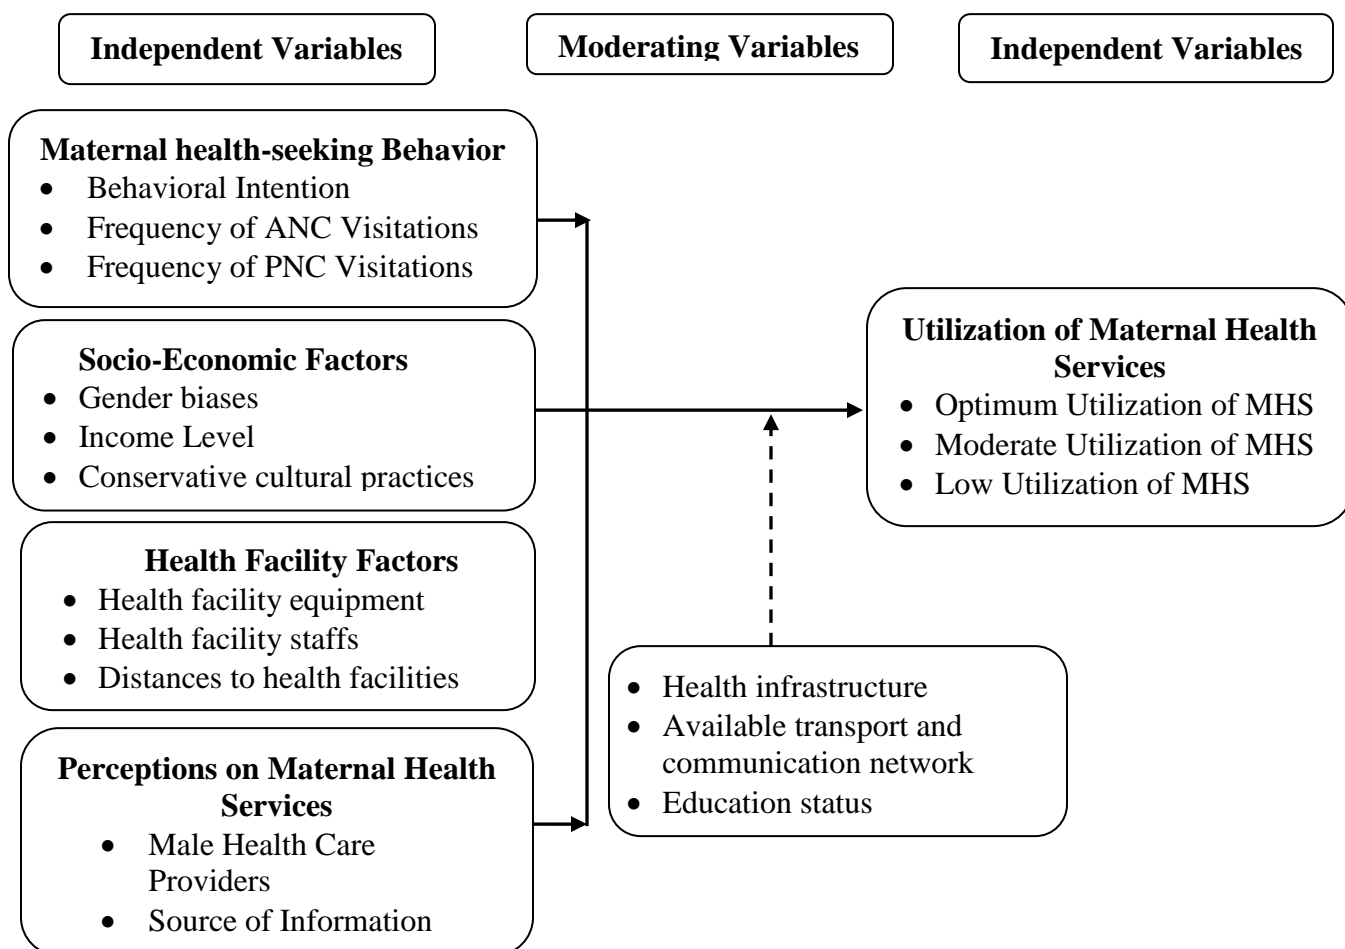 Independent Variables
Moderating Variables
Independent Variables
Maternal health-seeking Behavior
• Behavioral Intention
• Frequency of ANC Visitations
• Frequency of PNC Visitations
Socio-Economic Factors
• Gender biases
• Income Level
• Conservative cultural practices
Health Facility Factors
• Health facility equipment
• Health facility staffs
• Distances to health facilities
Perceptions on Maternal Health
Services
• Male Health Care
Providers
• Source of Information
• Health infrastructure
• Available transport and
communication network
• Education status
Utilization of Maternal Health
Services
• Optimum Utilization of MHS
• Moderate Utilization of MHS
• Low Utilization of MHS